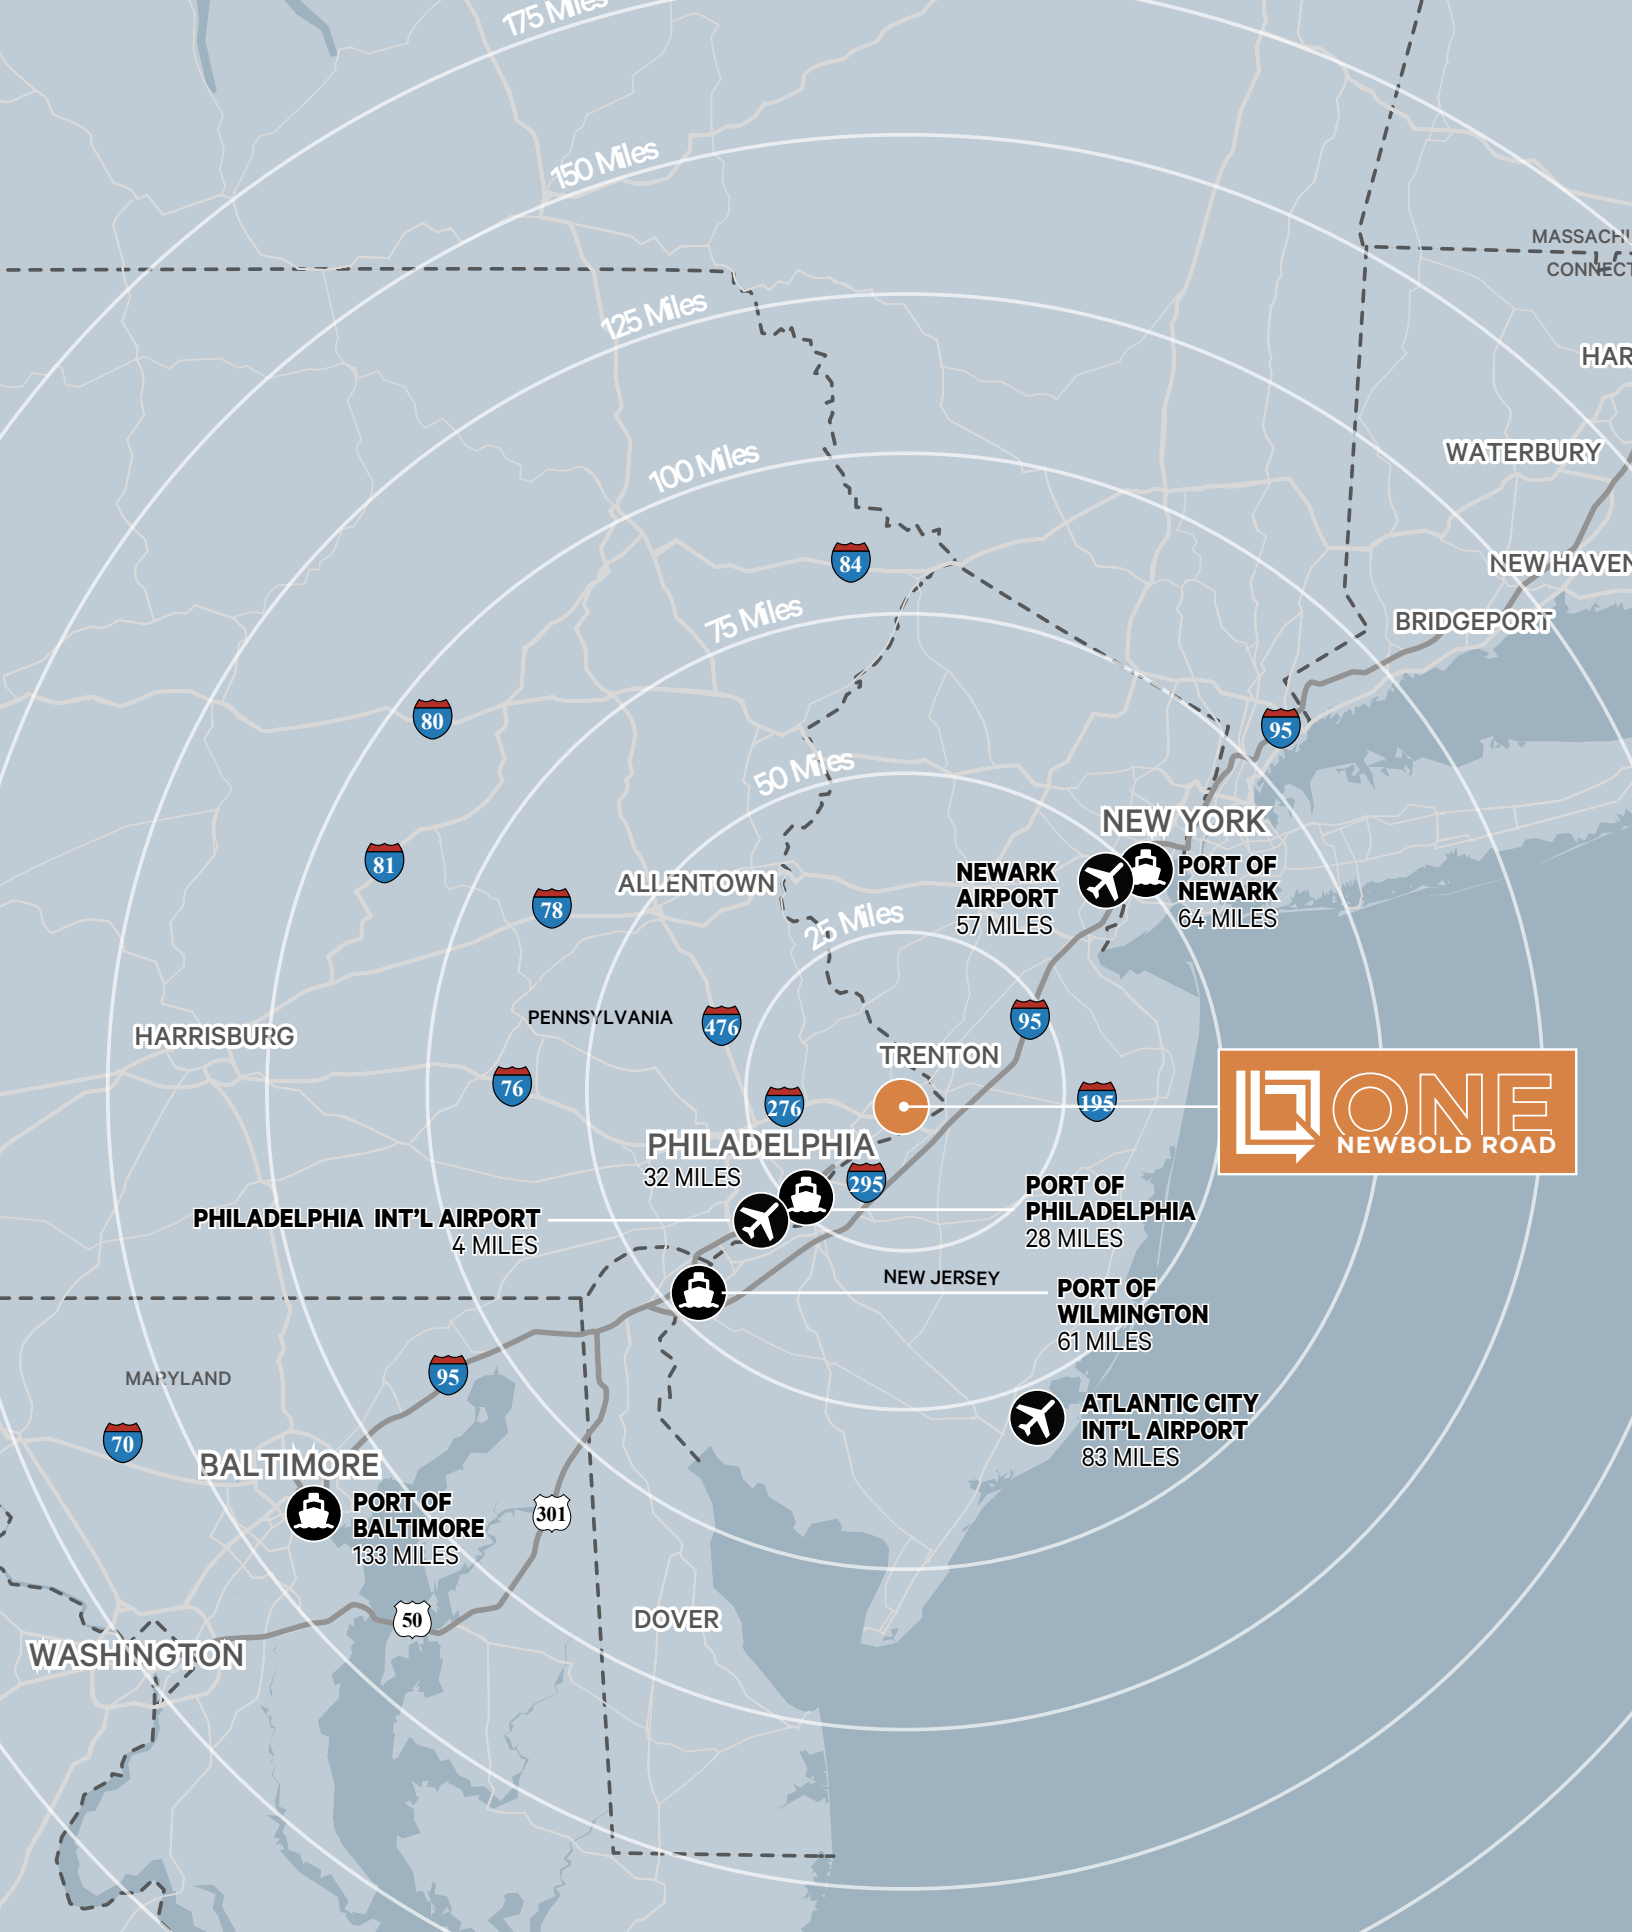 175 Miles
150 Miles
MASSACHU
CONNECT
125 Miles
HAR
WATERBURY
100 Miles
84
NEW HAVEN
75 Miles
BRIDGEPORT
80
95
50 Miles
NEW YORK
81
NEWARK
AIRPORT
57 MILES
PORT OF
NEWARK
64 MILES
ALLENTOWN
78
25 Miles
PENNSYLVANIA
476
95
HARRISBURG
TRENTON
76
276
195
ONE
NEWBOLD ROAD
PHILADELPHIA
32 MILES
295
PORT OF
PHILADELPHIA
28 MILES
PHILADELPHIA INT'L AIRPORT
4 MILES
NEW JERSEY
PORT OF
WILMINGTON
61 MILES
MARYLAND
95
ATLANTIC CITY
INT'L AIRPORT
83 MILES
70
BALTIMORE
PORT OF
BALTIMORE
133 MILES
301
50
DOVER
WASHINGTON